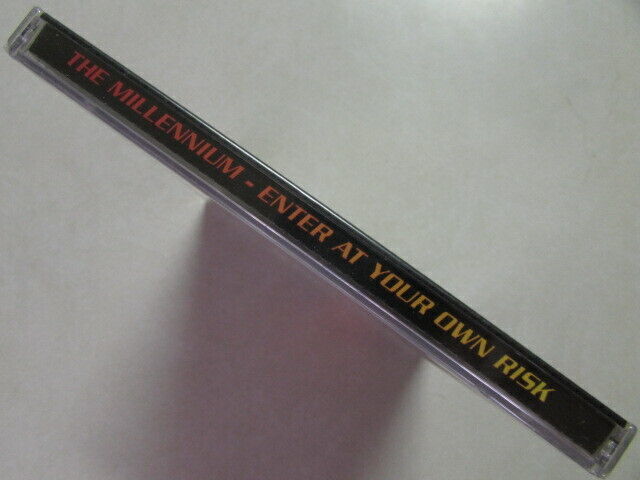 THE MILLENNIUM - ENTER AT YOUR OWN RISK